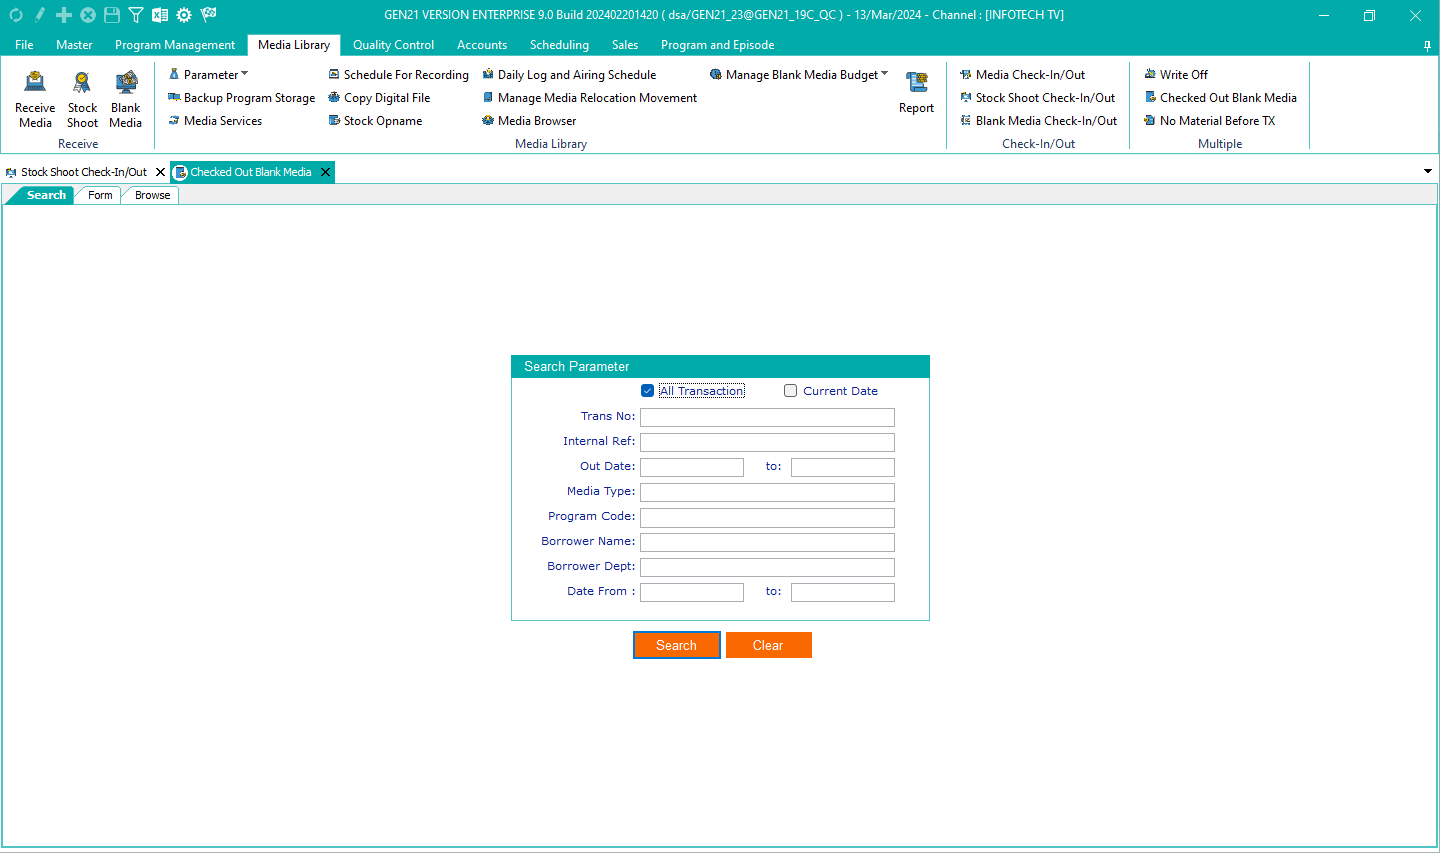 GEN21 VERSION ENTERPRISE 9.0 Build 202402201420 ( dsa/GEN21_23@GEN21_19C_QC ) - 13/Mar/2024 - Channel : [INFOTECH TV]
File Master Program Management Media Library Quality Control Accounts Scheduling Sales Program and Episode
Receive Media
Stock Shoot
Blank Media
Receive
Parameter
Backup Program Storage
Media Services
Schedule For Recording
Copy Digital File
Stock Opname
Daily Log and Airing Schedule
Manage Media Relocation Movement
Media Browser
Manage Blank Media Budget
Report
Media Library
Media Check-In/Out
Stock Shoot Check-In/Out
Blank Media Check-In/Out
Check-In/Out
Write Off
Checked Out Blank Media
No Material Before TX
Multiple
Stock Shoot Check-In/Out Checked Out Blank Media
Search Form Browse
Search Parameter
All Transaction Current Date
Trans No:
Internal Ref:
Out Date: to:
Media Type:
Program Code:
Borrower Name:
Borrower Dept:
Date From : to:
Search Clear